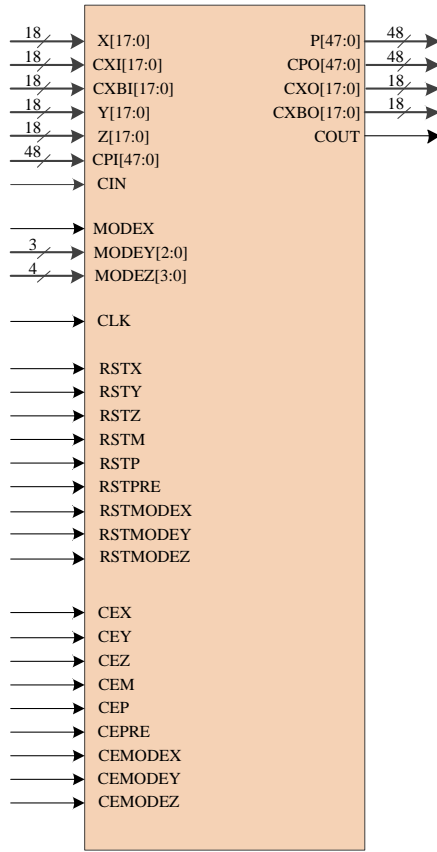 18 X[17:0] P[47:0] 48
18 CXI[17:0] CPO[47:0] 48
18 CXBI[17:0] CXO[17:0] 18
18 Y[17:0] CXBO[17:0] 18
18 Z[17:0] COUT
48 CPI[47:0]
CIN
MODEX
3 MODEY[2:0]
4 MODEZ[3:0]
CLK
RSTX
RSTY
RSTZ
RSTM
RSTP
RSTPRE
RSTMODEX
RSTMODEY
RSTMODEZ
CEX
CEY
CEZ
CEM
CEP
CEPRE
CEMODEX
CEMODEY
CEMODEZ